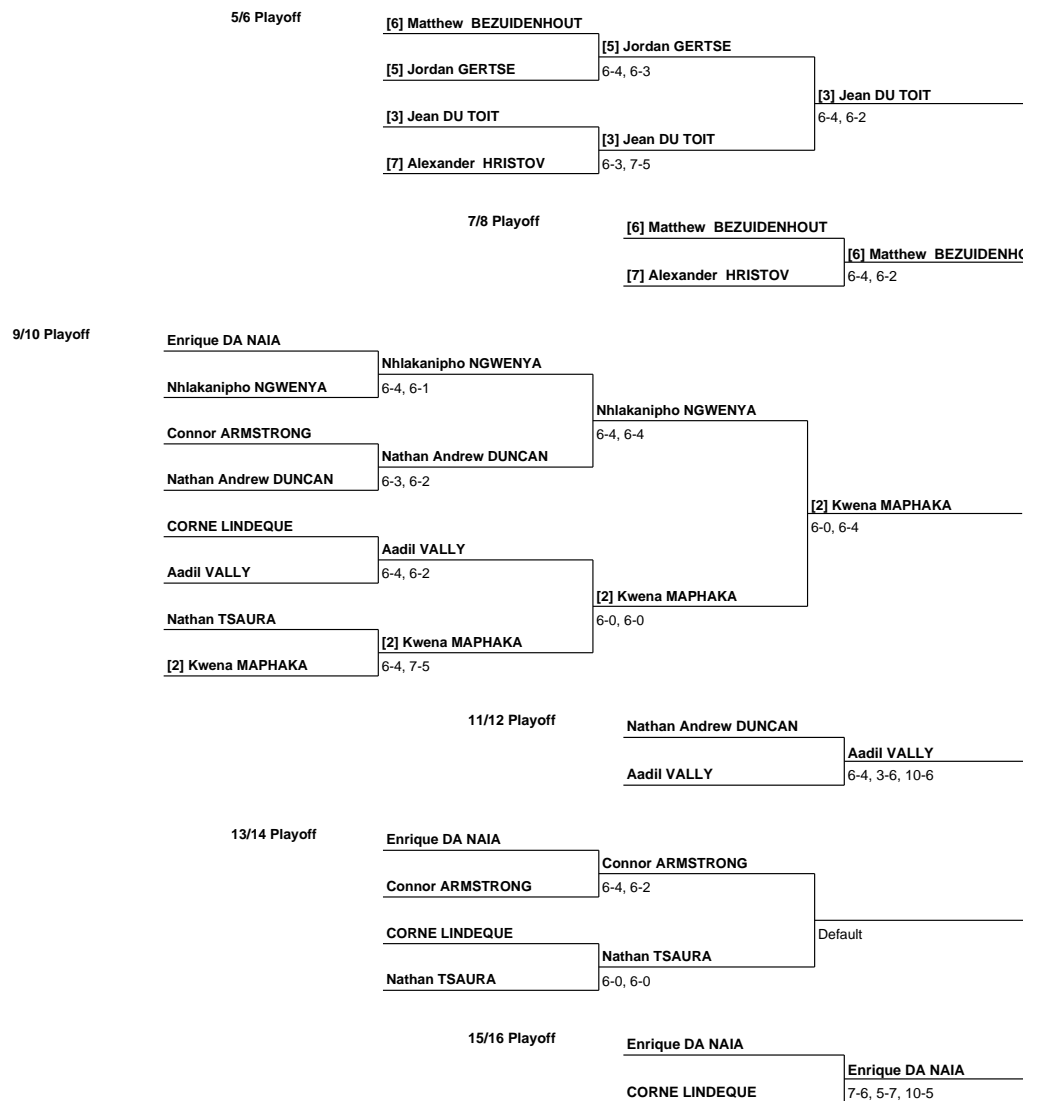 5/6 Playoff
[6] Matthew BEZUIDENHOUT
[5] Jordan GERTSE
[5] Jordan GERTSE
6-4, 6-3
[3] Jean DU TOIT
[3] Jean DU TOIT
6-4, 6-2
[3] Jean DU TOIT
[7] Alexander HRISTOV
6-3, 7-5
7/8 Playoff
[6] Matthew BEZUIDENHOUT
[6] Matthew BEZUIDENHO
[7] Alexander HRISTOV
6-4, 6-2
9/10 Playoff
Enrique DA NAIA
Nhlakanipho NGWENYA
Nhlakanipho NGWENYA
6-4, 6-1
Nhlakanipho NGWENYA
Connor ARMSTRONG
6-4, 6-4
Nathan Andrew DUNCAN
Nathan Andrew DUNCAN
6-3, 6-2
[2] Kwena MAPHAKA
CORNE LINDEQUE
6-0, 6-4
Aadil VALLY
Aadil VALLY
6-4, 6-2
[2] Kwena MAPHAKA
Nathan TSAURA
6-0, 6-0
[2] Kwena MAPHAKA
[2] Kwena MAPHAKA
6-4, 7-5
11/12 Playoff
Nathan Andrew DUNCAN
Aadil VALLY
Aadil VALLY
6-4, 3-6, 10-6
13/14 Playoff
Enrique DA NAIA
Connor ARMSTRONG
Connor ARMSTRONG
6-4, 6-2
CORNE LINDEQUE
Default
Nathan TSAURA
Nathan TSAURA
6-0, 6-0
15/16 Playoff
Enrique DA NAIA
Enrique DA NAIA
CORNE LINDEQUE
7-6, 5-7, 10-5